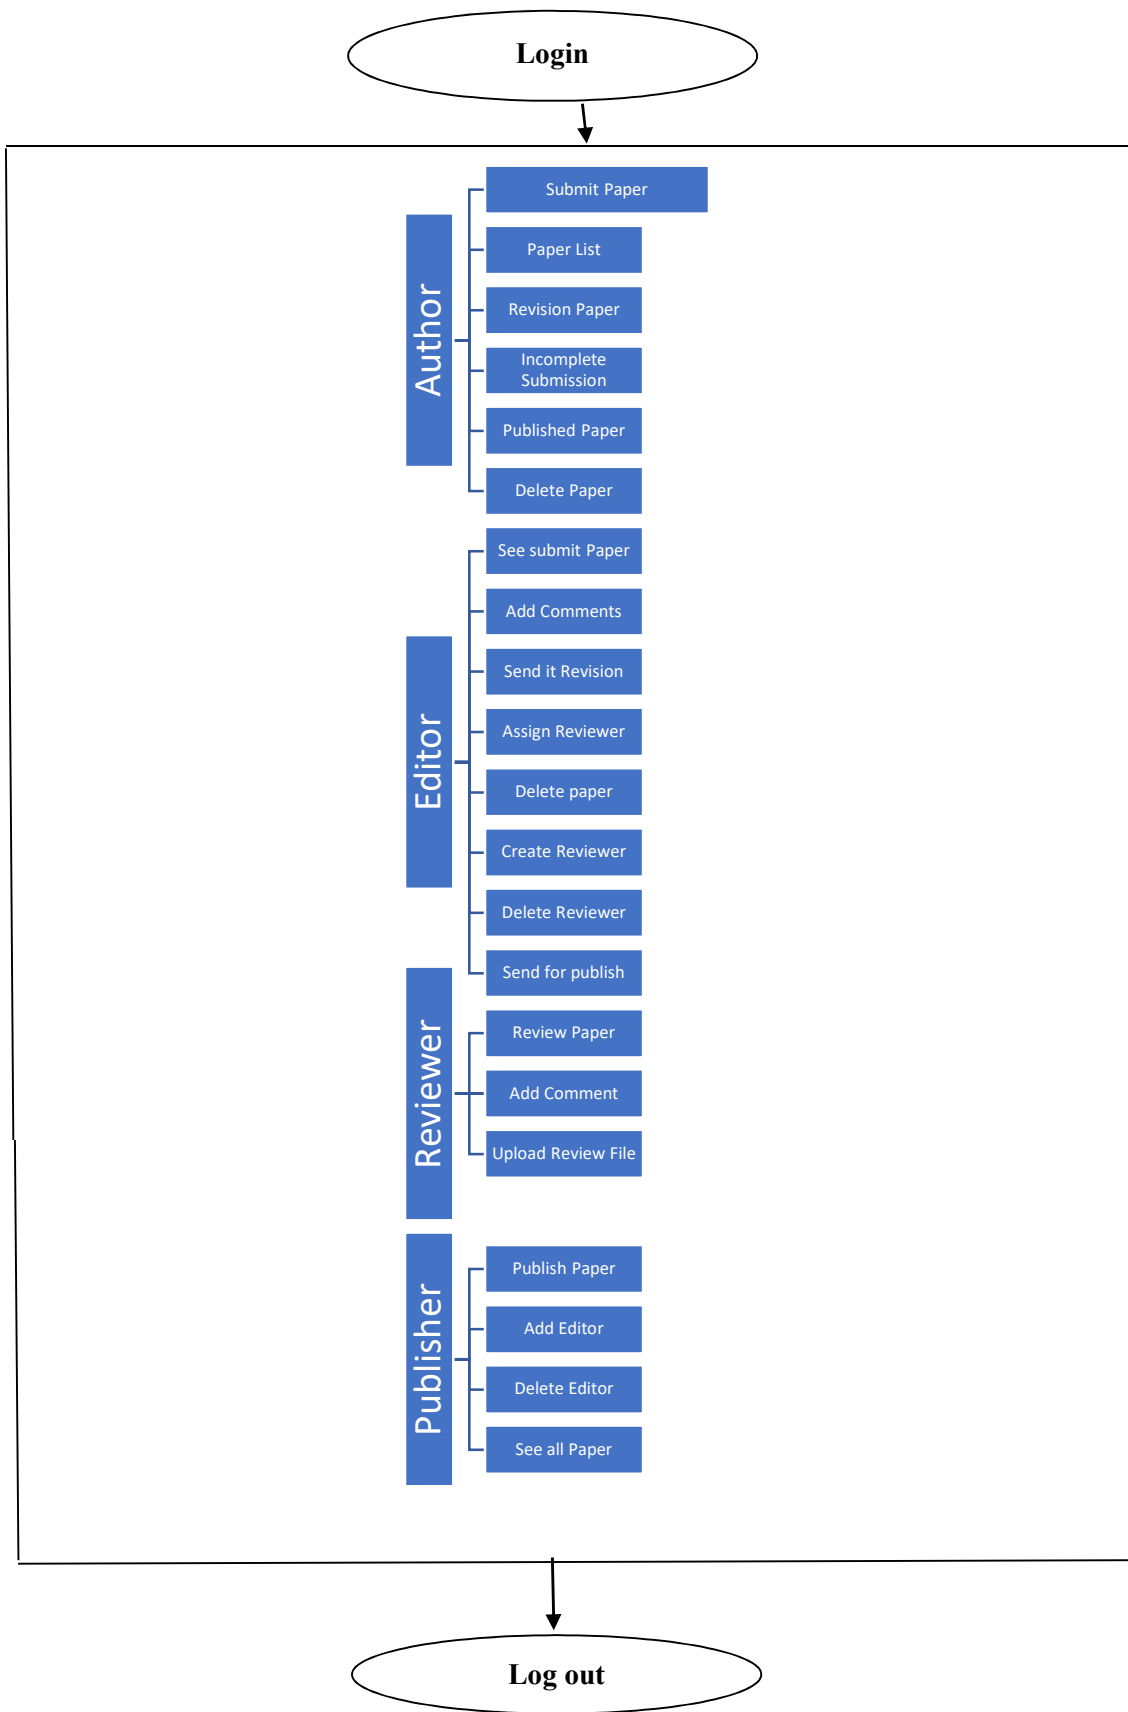 Login
Author
Submit Paper
Paper List
Revision Paper
Incomplete
Submission
Published Paper
Delete Paper
Editor
See submit Paper
Add Comments
Send it Revision
Assign Reviewer
Delete paper
Create Reviewer
Delete Reviewer
Send for publish
Reviewer
Review Paper
Add Comment
Upload Review File
Publisher
Publish Paper
Add Editor
Delete Editor
See all Paper
Log out